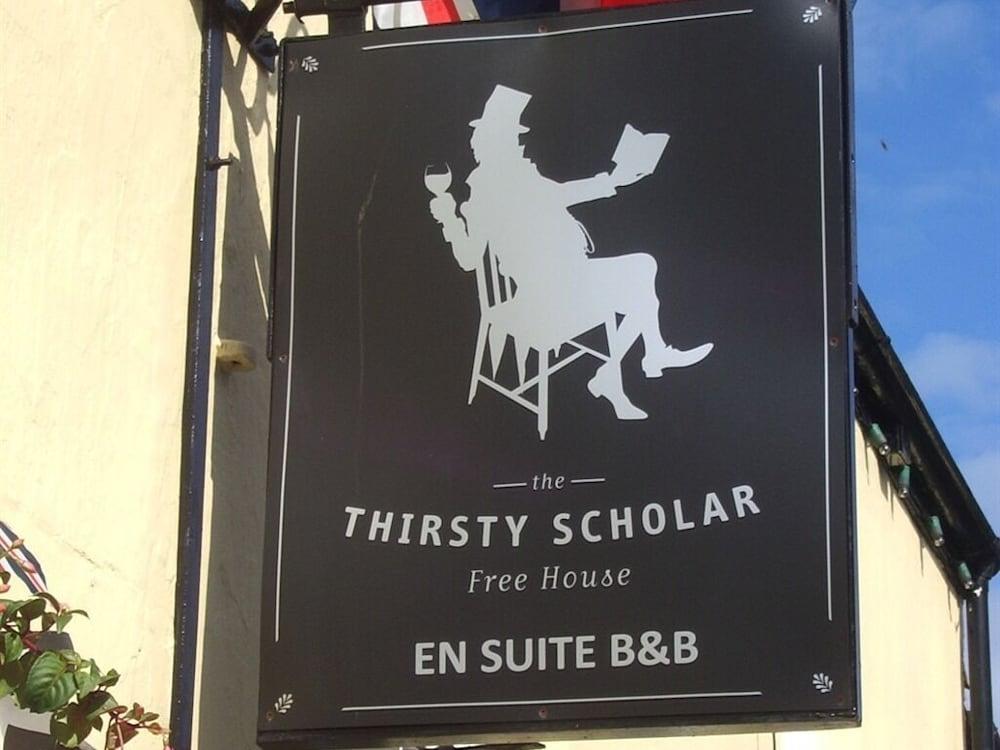 the
THIRSTY SCHOLAR
Free House
EN SUITE B&B